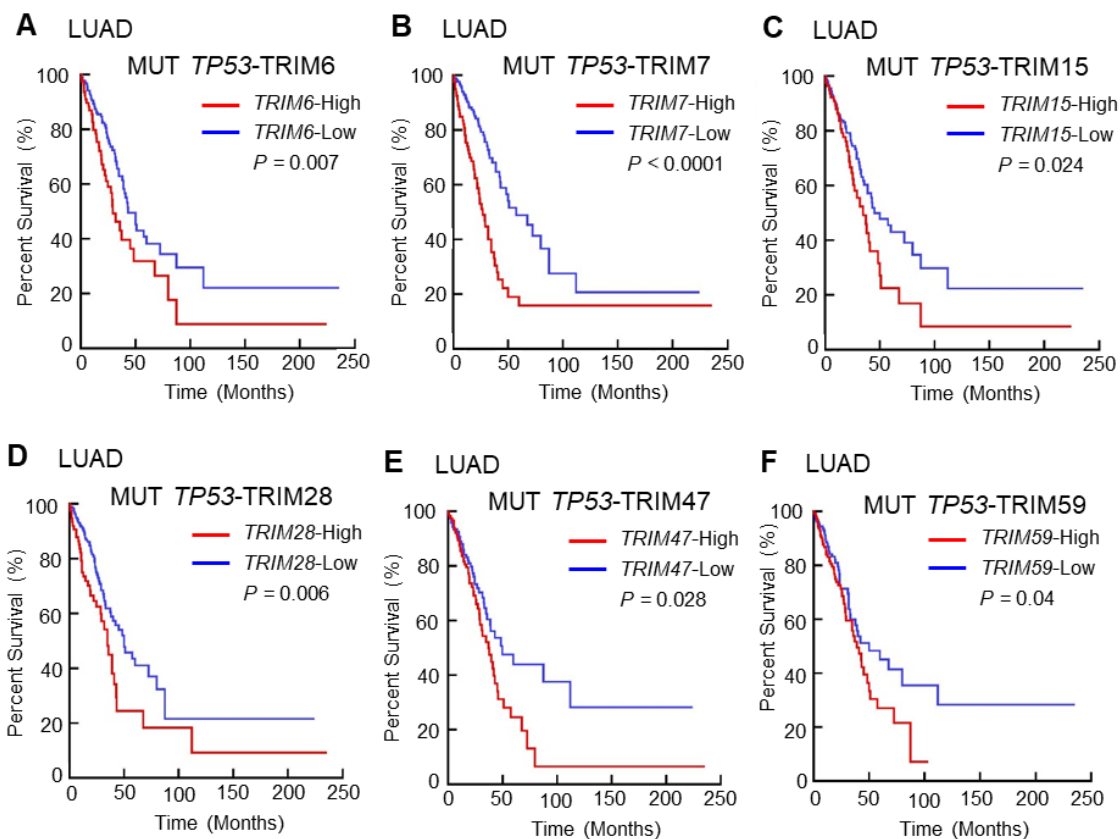 A LUAD
MUT TP53-TRIM6
TRIM6-High
TRIM6-Low
P = 0.007
Percent Survival (%)
100
80
60
40
20
0
0 50 100 150 200 250
Time (Months)
B LUAD
MUT TP53-TRIM7
TRIM7-High
TRIM7-Low
P < 0.0001
Percent Survival (%)
100
80
60
40
20
0
0 50 100 150 200 250
Time (Months)
C LUAD
MUT TP53-TRIM15
TRIM15-High
TRIM15-Low
P = 0.024
Percent Survival (%)
100
80
60
40
20
0
0 50 100 150 200 250
Time (Months)
D LUAD
MUT TP53-TRIM28
TRIM28-High
TRIM28-Low
P = 0.006
Percent Survival (%)
100
80
60
40
20
0
0 50 100 150 200 250
Time (Months)
E LUAD
MUT TP53-TRIM47
TRIM47-High
TRIM47-Low
P = 0.028
Percent Survival (%)
100
80
60
40
20
0
0 50 100 150 200 250
Time (Months)
F LUAD
MUT TP53-TRIM59
TRIM59-High
TRIM59-Low
P = 0.04
Percent Survival (%)
100
80
60
40
20
0
0 50 100 150 200 250
Time (Months)